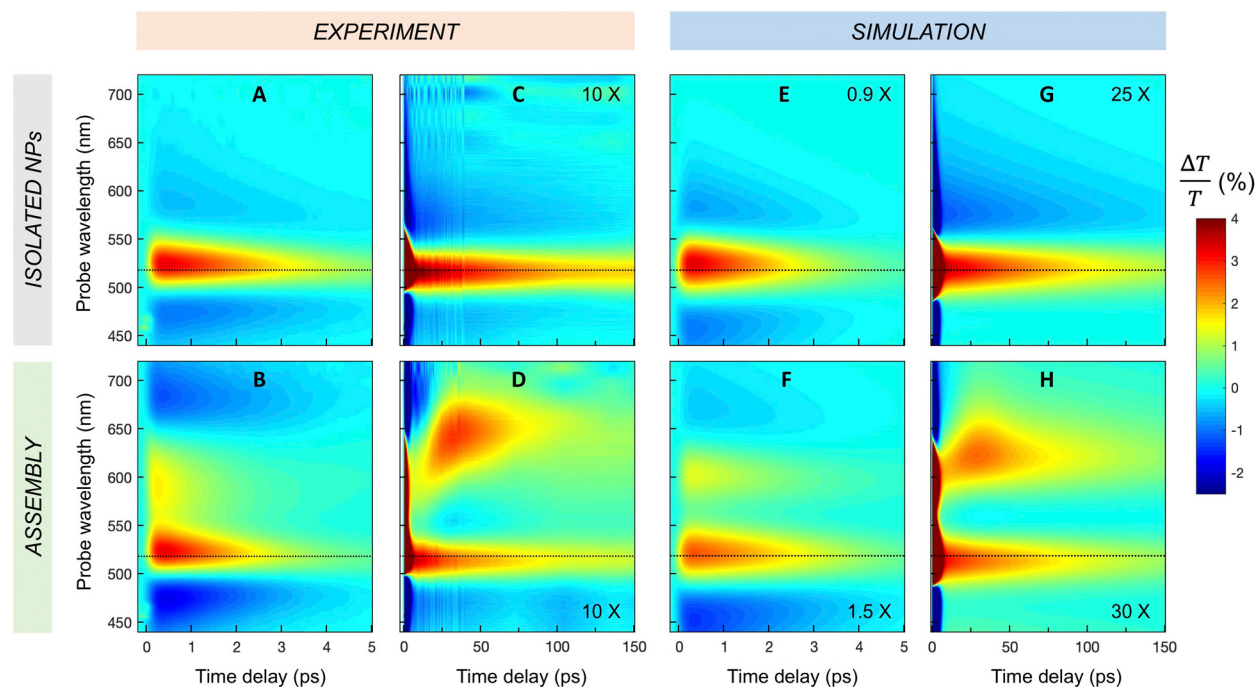 EXPERIMENT
SIMULATION
ISOLATED NPs
ASSEMBLY
Probe wavelength (nm)
700
650
600
550
500
450
A
C
10 X
E
0.9 X
G
25 X
Probe wavelength (nm)
700
650
600
550
500
450
B
D
10 X
F
1.5 X
H
30 X
0 1 2 3 4 5
0 50 100 150
0 1 2 3 4 5
0 50 100 150
Time delay (ps)
Time delay (ps)
Time delay (ps)
Time delay (ps)
ΔT/T (%)
4
3
2
1
0
-1
-2